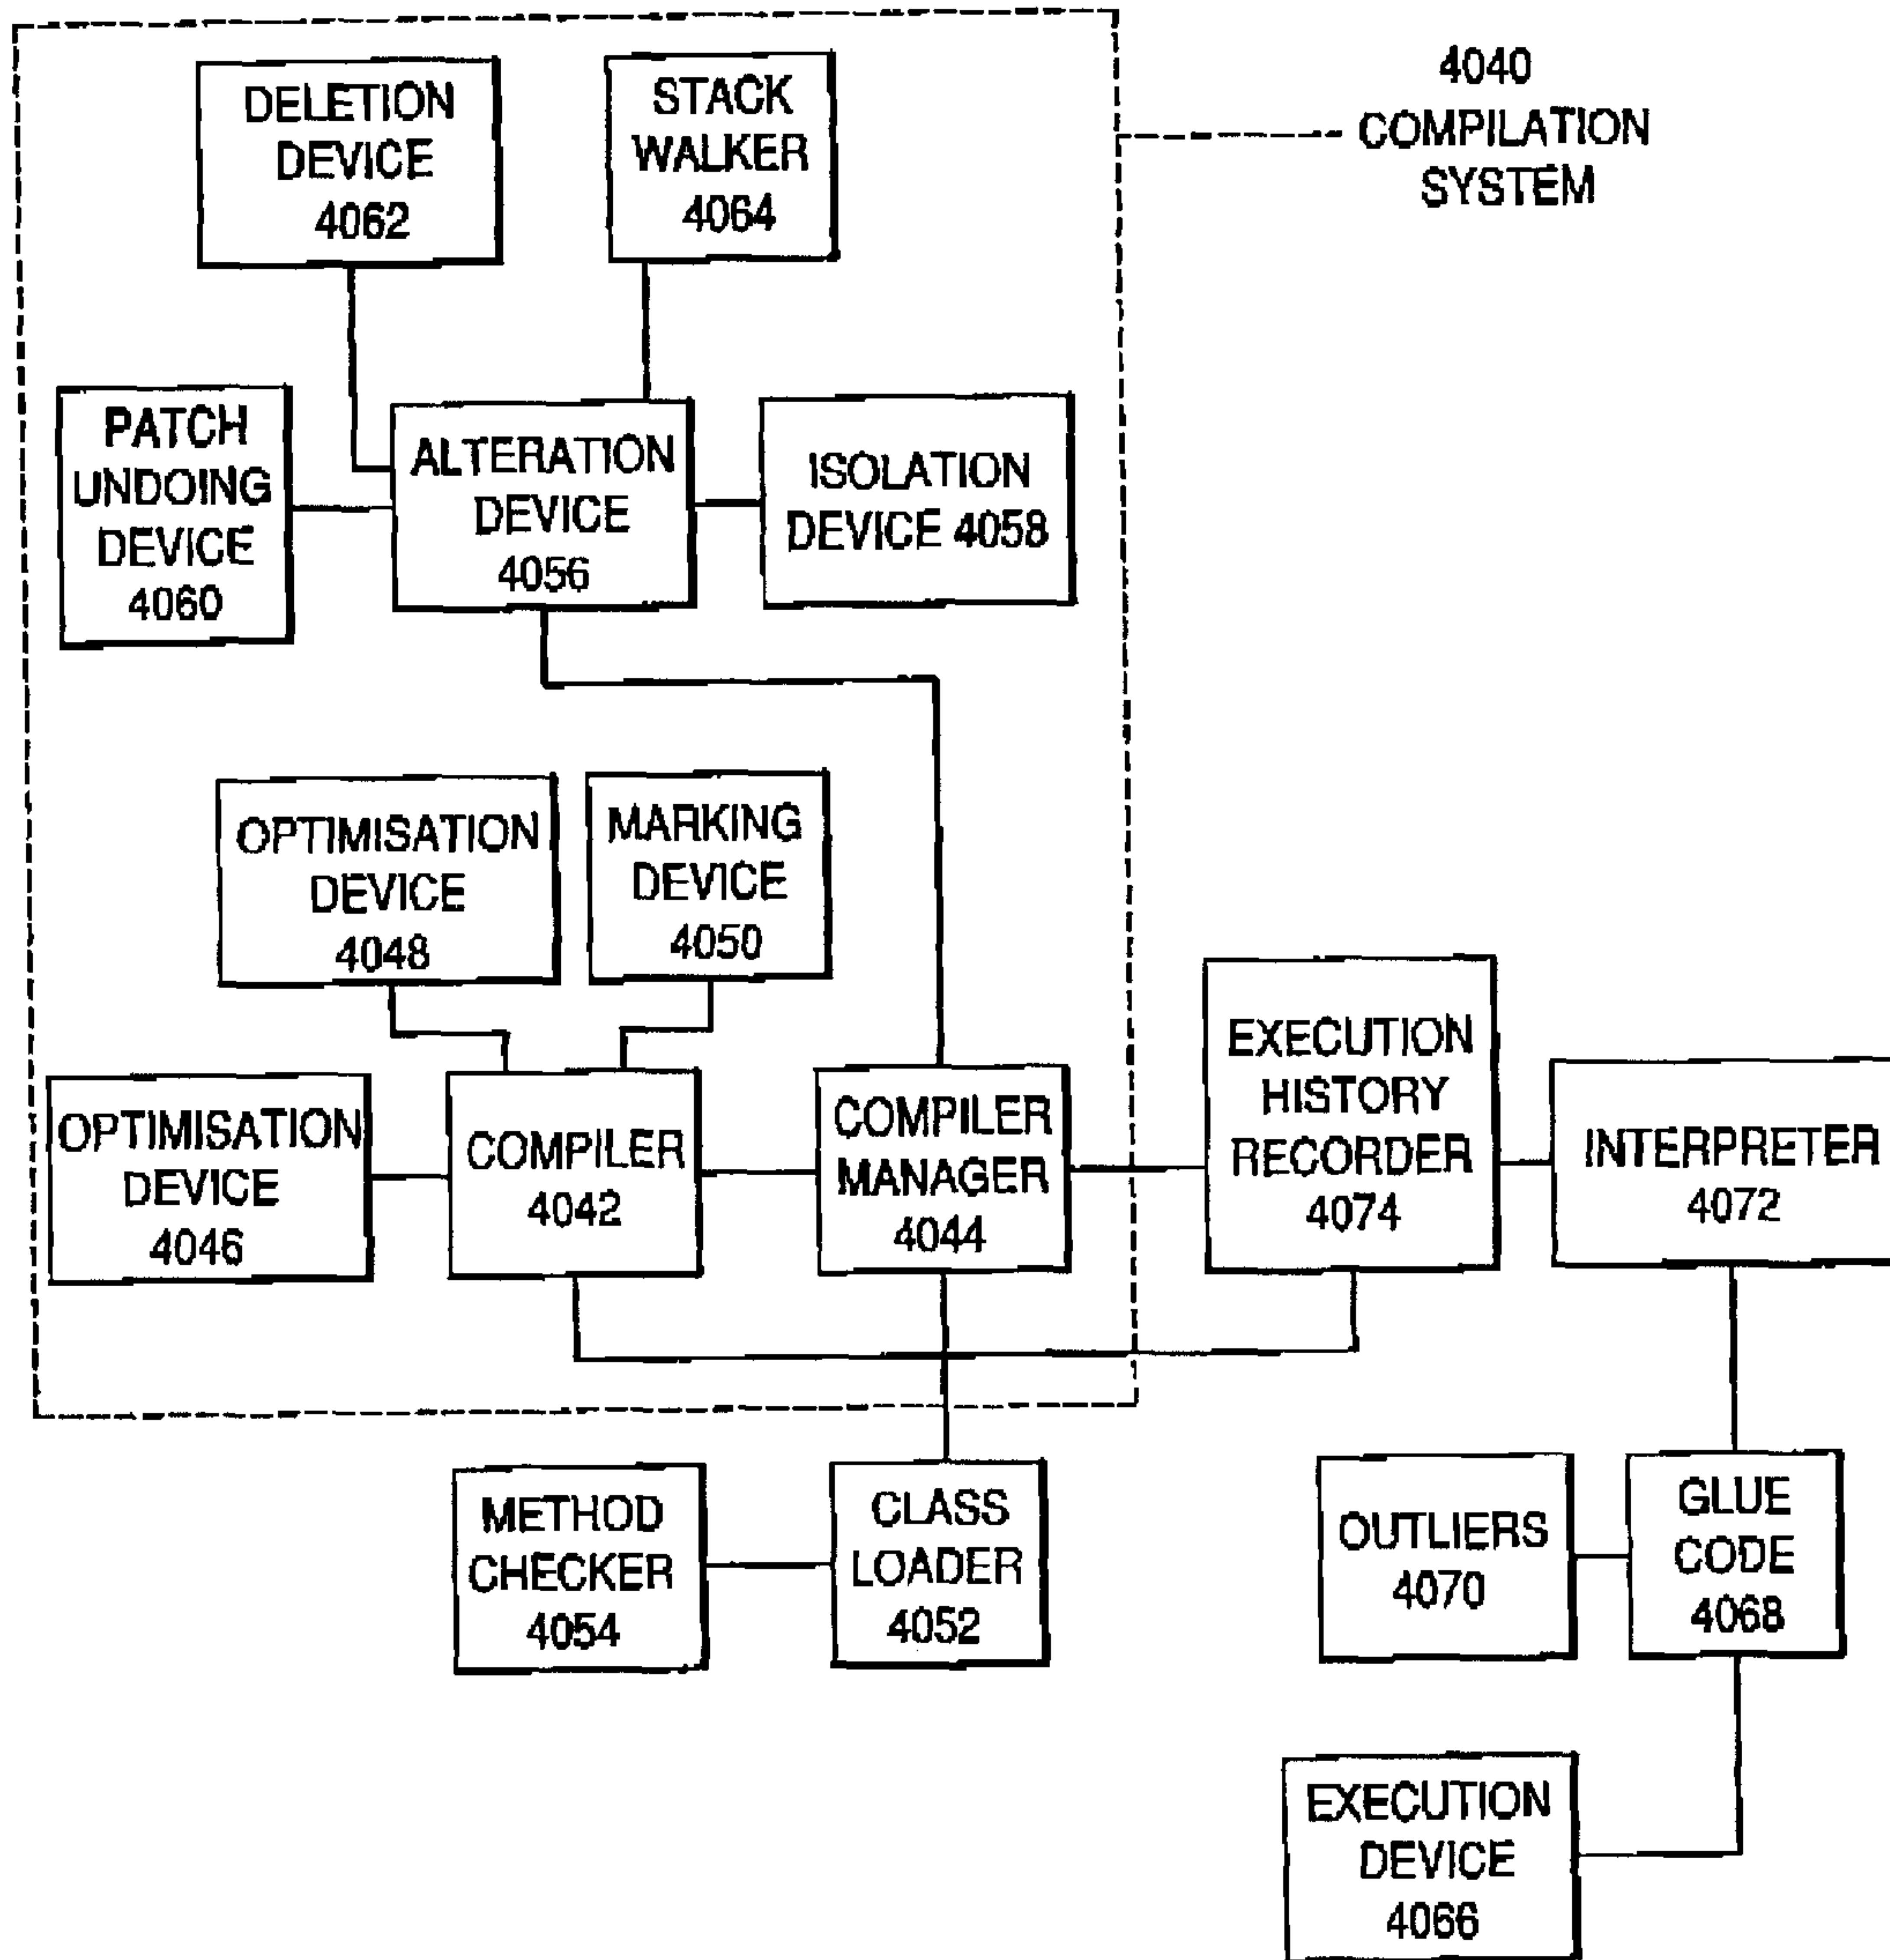 DELETION
DEVICE
4062
STACK
WALKER
4064
4040
COMPILATION
SYSTEM
PATCH
UNDOING
DEVICE
4060
ALTERATION
DEVICE
4056
ISOLATION
DEVICE 4058
OPTIMISATION
DEVICE
4048
MARKING
DEVICE
4050
OPTIMISATION
DEVICE
4046
COMPILER
4042
COMPILER
MANAGER
4044
EXECUTION
HISTORY
RECORDER
4074
INTERPRETER
4072
METHOD
CHECKER
4054
CLASS
LOADER
4052
OUTLIERS
4070
GLUE
CODE
4068
EXECUTION
DEVICE
4066